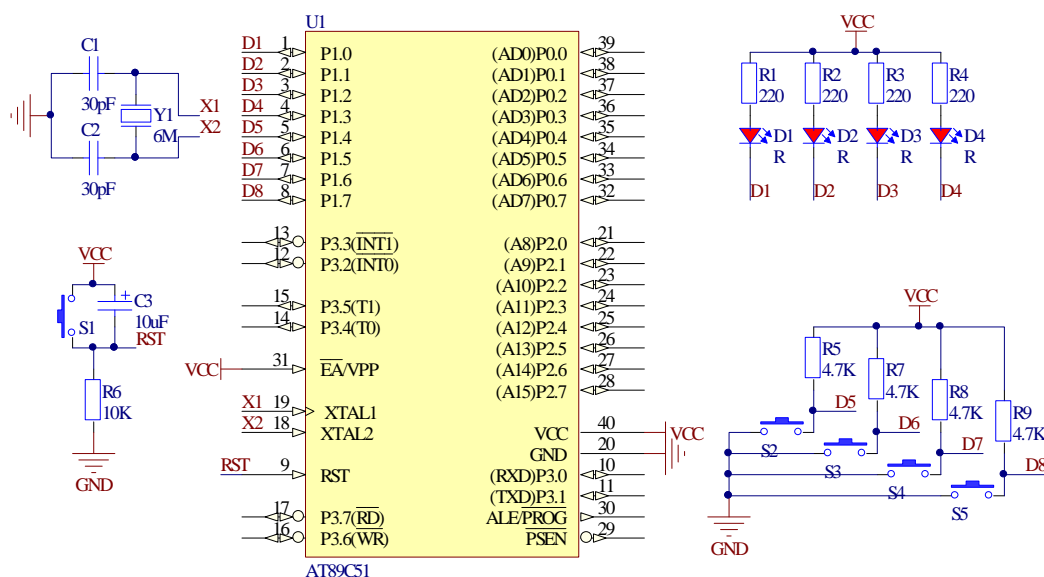 U1
C1
30pF
Y1
6M
C2
30pF
X1
X2
D1 1 P1.0
D2 2 P1.1
D3 3 P1.2
D4 4 P1.3
D5 5 P1.4
D6 6 P1.5
D7 7 P1.6
D8 8 P1.7
13 P3.3(INT1)
12 P3.2(INT0)
15 P3.5(T1)
14 P3.4(T0)
VCC 31 EA/VPP
X1 19 XTAL1
X2 18 XTAL2
RST 9 RST
17 P3.7(RD)
16 P3.6(WR)
(AD0)P0.0 39
(AD1)P0.1 38
(AD2)P0.2 37
(AD3)P0.3 36
(AD4)P0.4 35
(AD5)P0.5 34
(AD6)P0.6 33
(AD7)P0.7 32
(A8)P2.0 21
(A9)P2.1 22
(A10)P2.2 23
(A11)P2.3 24
(A12)P2.4 25
(A13)P2.5 26
(A14)P2.6 27
(A15)P2.7 28
VCC 40 VCC
GND 20
(RXD)P3.0 10
(TXD)P3.1 11
ALE/PROG 30
PSEN 29
AT89C51
VCC
S1
+
C3
10uF
RST
R6
10K
GND
VCC
R1 R2 R3 R4
220 220 220 220
D1 D2 D3 D4
R R R R
D1 D2 D3 D4
VCC
R5
4.7K
R7
4.7K
R8
4.7K
R9
4.7K
D5
D6
D7
D8
S2
S3
S4
S5
GND